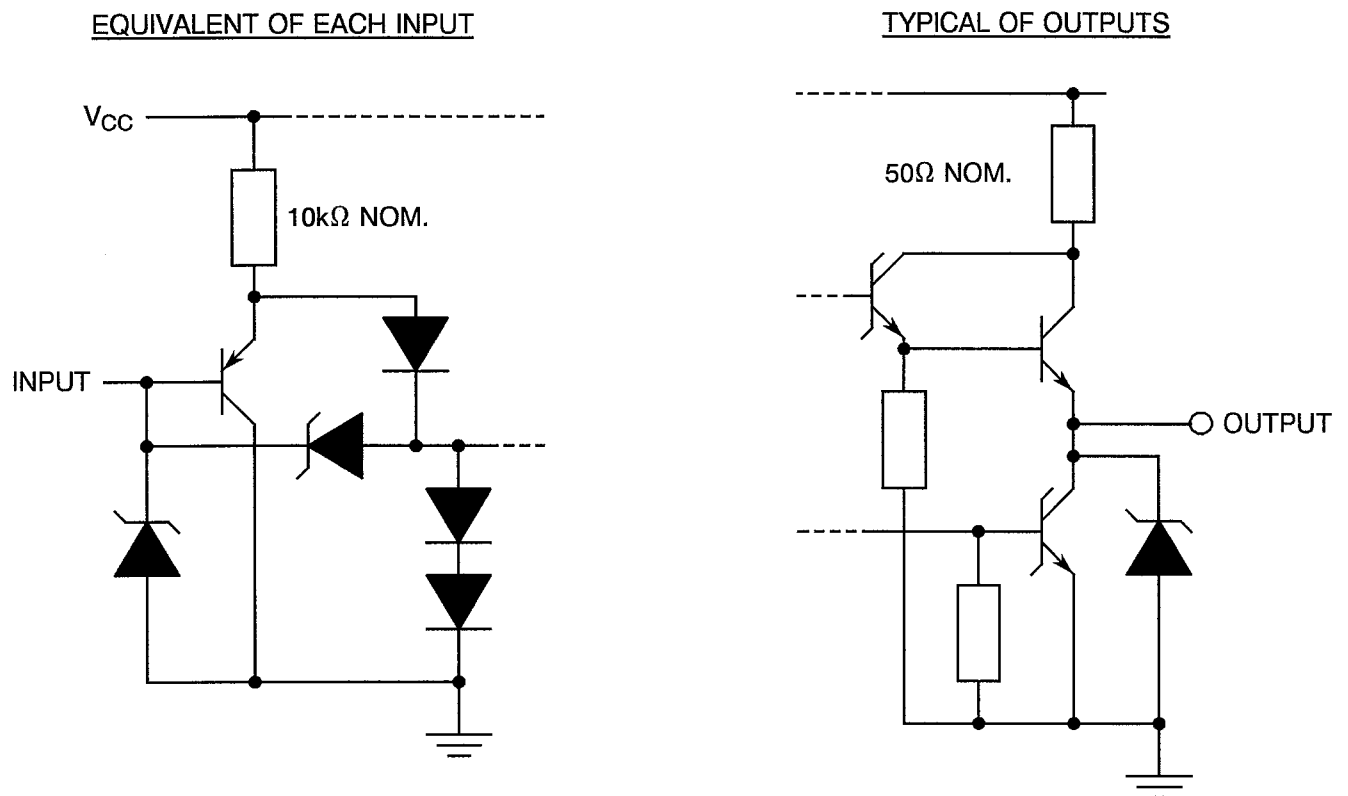 EQUIVALENT OF EACH INPUT
TYPICAL OF OUTPUTS
VCC
10kΩ NOM.
50Ω NOM.
INPUT
OUTPUT